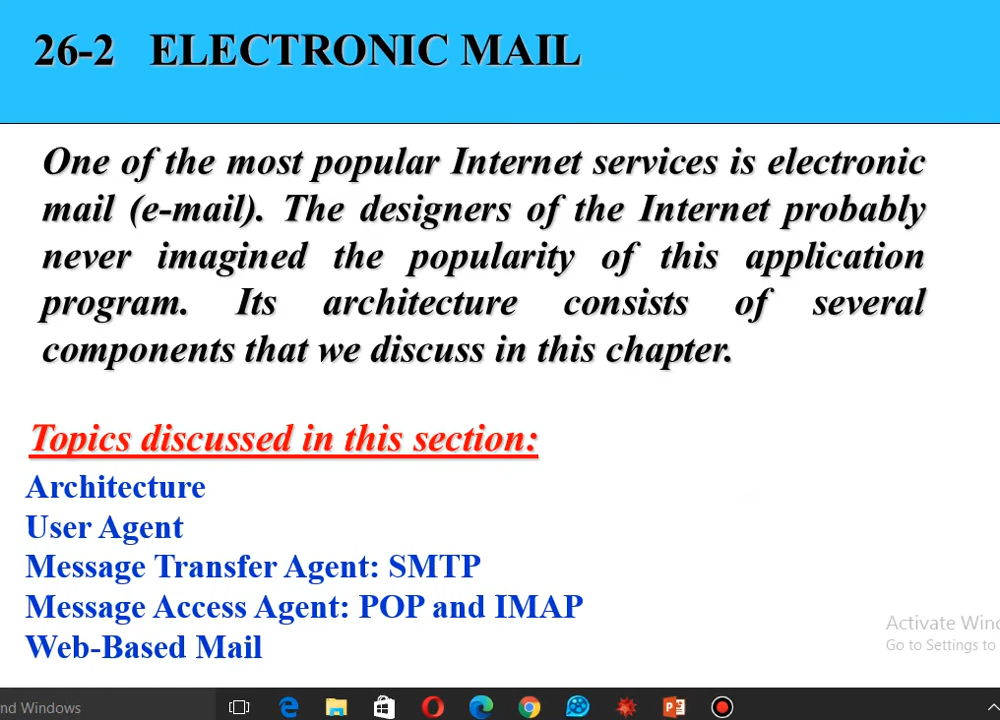 26-2 ELECTRONIC MAIL
One of the most popular Internet services is electronic
mail (e-mail). The designers of the Internet probably
never imagined the popularity of this application
program. Its architecture consists of several
components that we discuss in this chapter.
Topics discussed in this section:
Architecture
User Agent
Message Transfer Agent: SMTP
Message Access Agent: POP and IMAP
Web-Based Mail
Activate Win
Go to Settings to
nd Windows